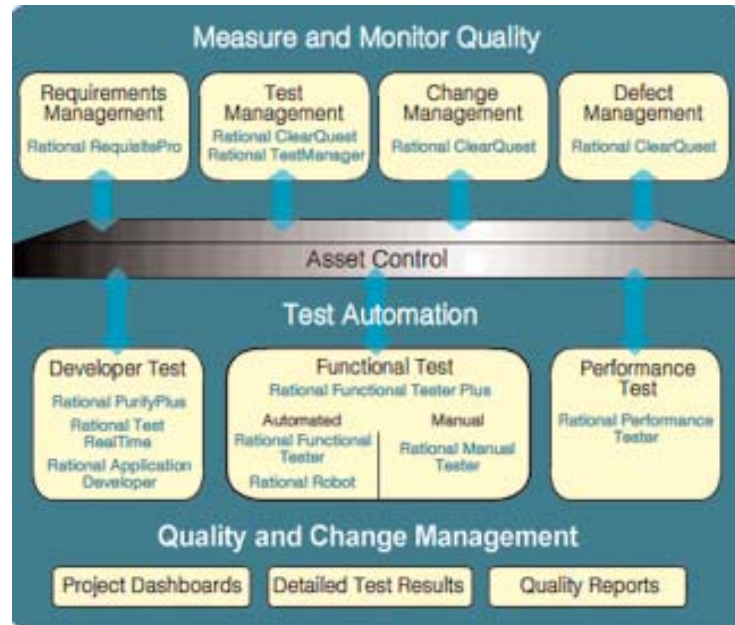 Measure and Monitor Quality
Requirements
Management
Rational RequisitePro
Test
Management
Rational ClearQuest
Rational TestManager
Change
Management
Rational ClearQuest
Defect
Management
Rational ClearQuest
Asset Control
Test Automation
Developer Test
Rational PurifyPlus
Rational Test
RealTime
Rational Application
Developer
Functional Test
Rational Functional Tester Plus
Automated
Rational Functional
Tester
Rational Robot
Manual
Rational Manual
Tester
Performance
Test
Rational Performance
Tester
Quality and Change Management
Project Dashboards
Detailed Test Results
Quality Reports